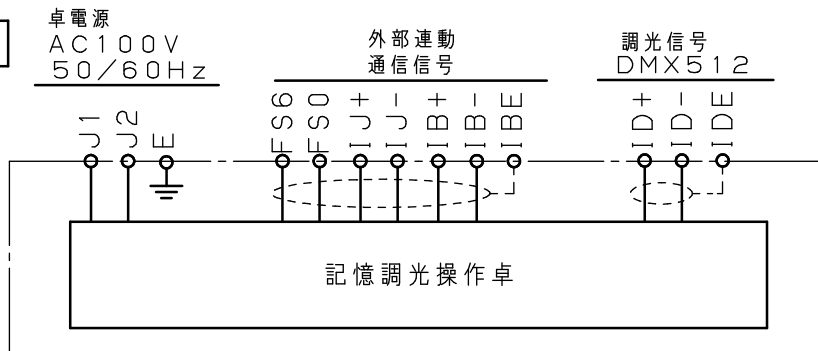 卓電源
AC100V
50/60Hz
外部連動
通信信号
調光信号
DMX512
J1
J2
E
FS6
FS0
IJ+
IJ-
IB+
IB-
IBE
ID+
ID-
IDE
記憶調光操作卓